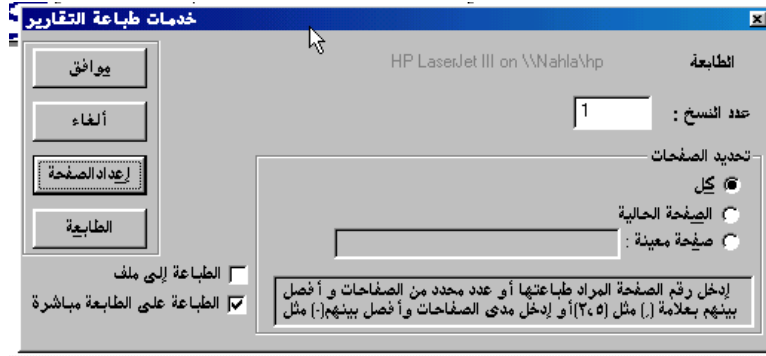 خدمات طباعة التقارير
الطابعة
HP LaserJet III on \\Nahla\hp
عدد النسخ :
1
تحديد الصفحات
كل
الصفحة الحالية
صفحة معينة :
إدخل رقم الصفحة المراد طباعتها أو عدد محدد من الصفاحات و أفصل
بينهم بعلامة (,) مثل (٢،٥)أو إدخل مدى الصفاحات وأفصل بينهم(-) مثل
موافق
ألغاء
إعداد الصفحة
الطابعة
الطباعة إلى ملف
الطباعة على الطابعة مباشرة